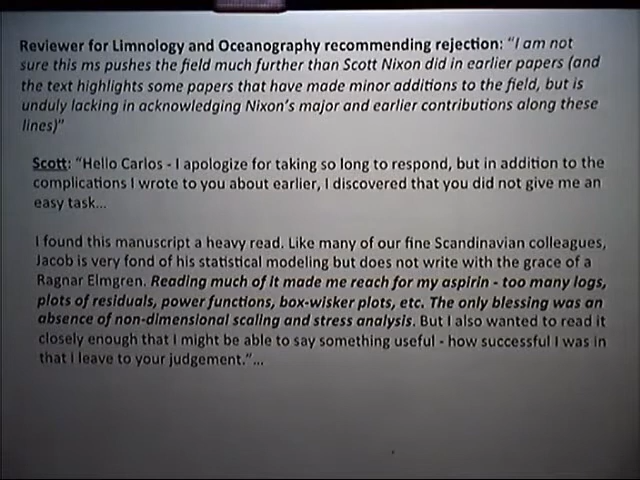 Reviewer for Limnology and Oceanography recommending rejection: “I am not
sure this ms pushes the field much further than Scott Nixon did in earlier papers (and
the text highlights some papers that have made minor additions to the field, but is
unduly lacking in acknowledging Nixon’s major and earlier contributions along these
lines)”
Scott: “Hello Carlos - I apologize for taking so long to respond, but in addition to the
complications I wrote to you about earlier, I discovered that you did not give me an
easy task...
I found this manuscript a heavy read. Like many of our fine Scandinavian colleagues,
Jacob is very fond of his statistical modeling but does not write with the grace of a
Ragnar Elmgren. Reading much of it made me reach for my aspirin - too many logs,
plots of residuals, power functions, box-wisker plots, etc. The only blessing was an
absence of non-dimensional scaling and stress analysis. But I also wanted to read it
closely enough that I might be able to say something useful - how successful I was in
that I leave to your judgement.”...